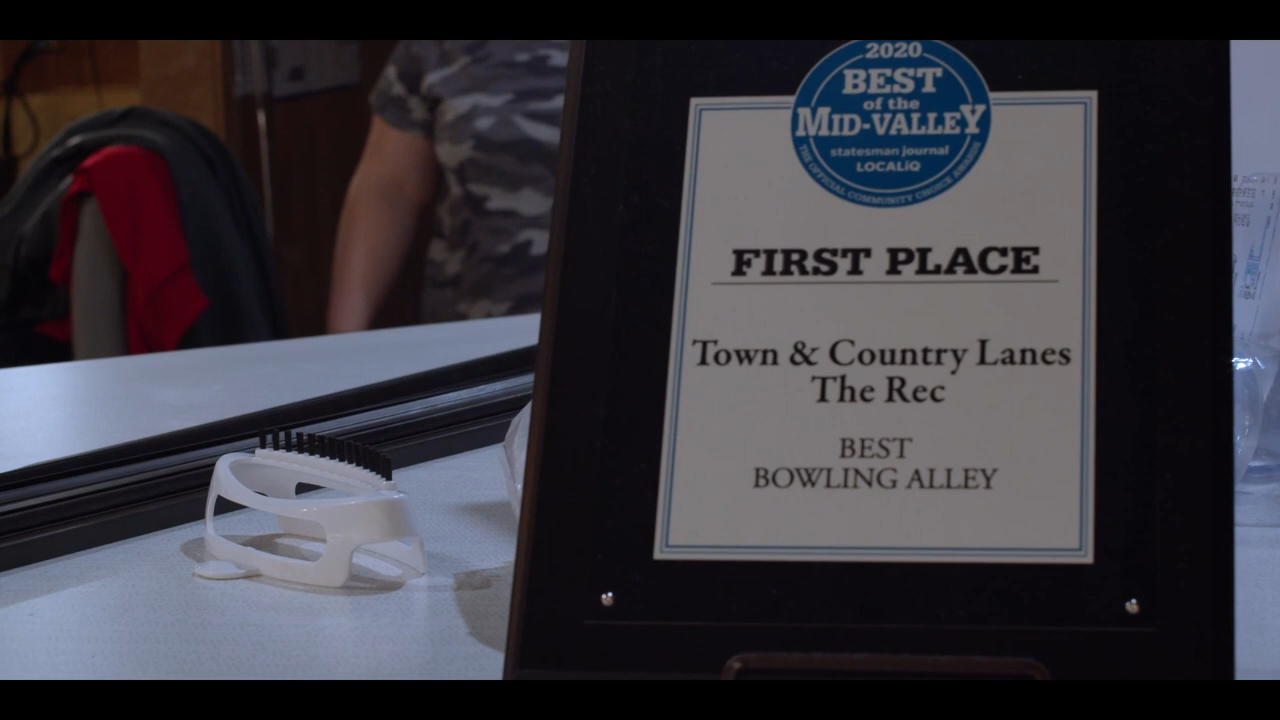 2020
BEST
of the
MID-VALLEY
statesman journal
LOCALiQ
THE OFFICIAL COMMUNITY CHOICE AWARDS
FIRST PLACE
Town & Country Lanes
The Rec
BEST
BOWLING ALLEY